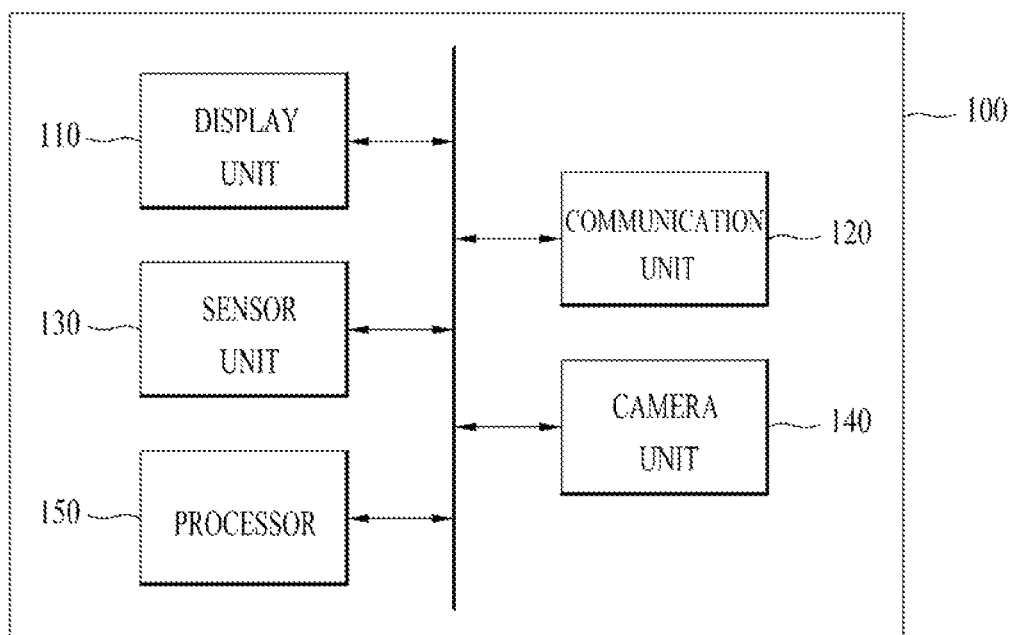 110
DISPLAY
UNIT
100
COMMUNICATION
UNIT
120
130
SENSOR
UNIT
CAMERA
UNIT
140
150
PROCESSOR